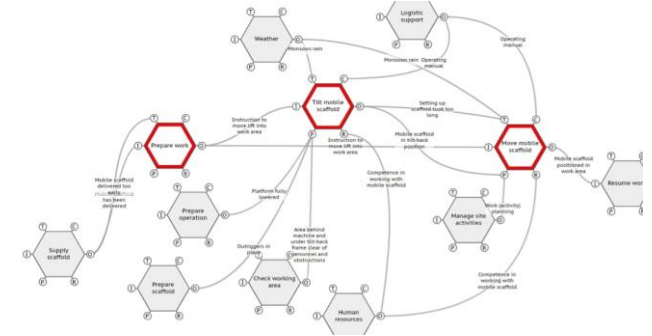 Logistic
support
Weather
Monsoon rain
Operating
manual
Monsoon rain
Operating
manual
Tilt mobile
scaffold
Setting up
scaffold took too
long
Instruction to
move lift into
work area
Mobile scaffold
in tilt-back
position
Prepare work
Instruction to
move lift into
work area
Move mobile
scaffold
Mobile scaffold
positioned in
work area
Resume wor
Competence in
working with
mobile scaffold
Mobile scaffold
delivered too
early
has been
delivered
Platform fully
lowered
Prepare
operation
Manage site
activities
Work (activity)
planning
Area behind
machine and
under tilt-back
frame clear of
personnel and
obstructions
Outriggers in
place
Supply
scaffold
Prepare
scaffold
Check working
area
Competence in
working with
mobile scaffold
Human
resources